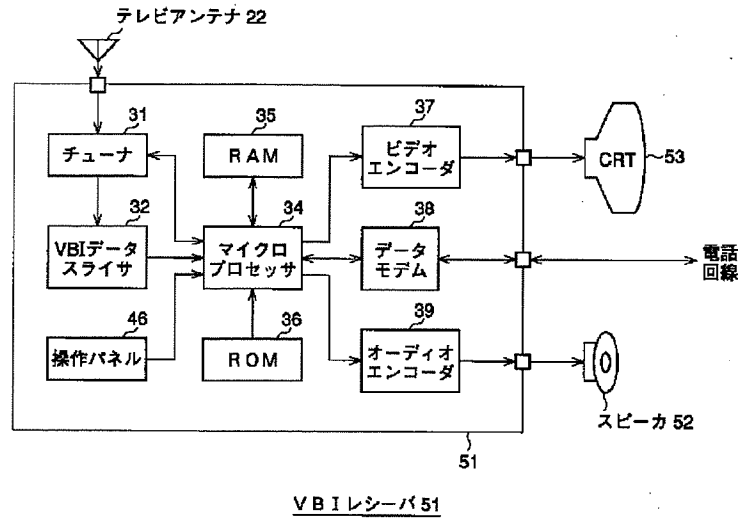 テレビアンテナ 22
31
チューナ
32
VBIデータ
スライサ
46
操作パネル
35
RAM
34
マイクロ
プロセッサ
36
ROM
37
ビデオ
エンコーダ
38
データ
モデム
39
オーディオ
エンコーダ
CRT
53
電話
回線
スピーカ 52
51
VBIレシーバ51